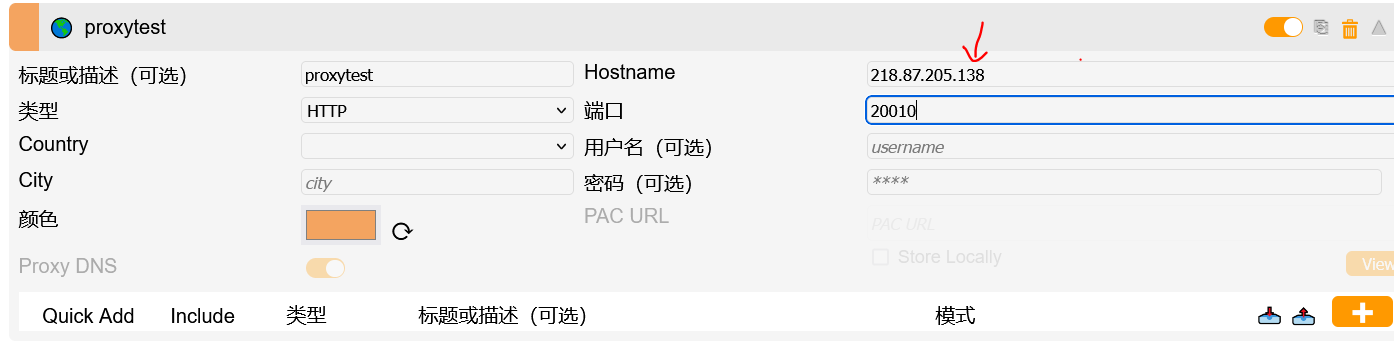 proxytest
标题或描述（可选） proxytest Hostname 218.87.205.138
类型 HTTP 端口 20010
Country 用户名（可选） username
City city 密码（可选） ****
颜色 PAC URL PAC URL
Store Locally
Proxy DNS View
Quick Add Include 类型 标题或描述（可选） 模式